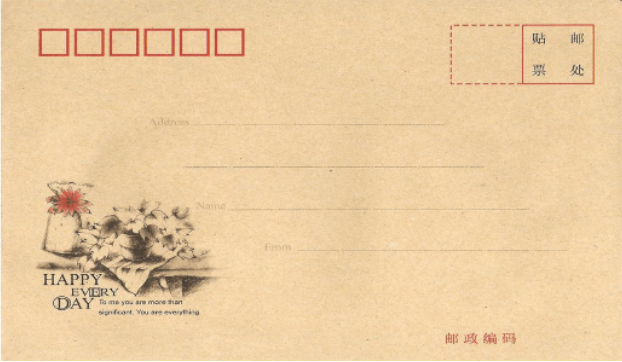 贴 邮
票 处
Address
Name
From
HAPPY
EVERY
DAY
To me you are more than
significant. You are everything.
邮政编码